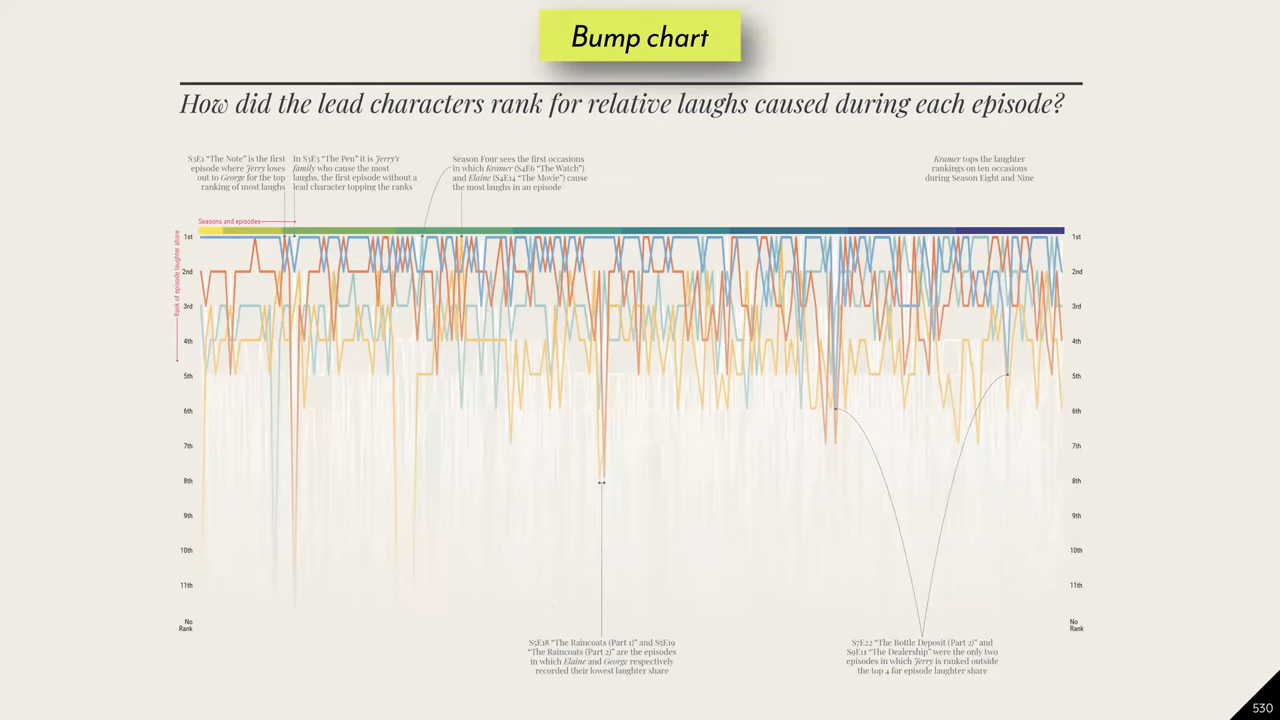 Bump chart
How did the lead characters rank for relative laughs caused during each episode?
S3E1 “The Note” is the first
episode where Jerry loses
out to George for the top
ranking of most laughs
In S3E3 “The Pen” it is Jerry's
family who cause the most
laughs, the first episode without a
lead character topping the ranks
Season Four sees the first occasions
in which Kramer (S4E6 “The Watch”)
and Elaine (S4E14 “The Movie”) cause
the most laughs in an episode
Kramer tops the laughter
rankings on ten occasions
during Season Eight and Nine
Seasons and episodes
Rank of episode laughter share
1st
2nd
3rd
4th
5th
6th
7th
8th
9th
10th
11th
No
Rank
1st
2nd
3rd
4th
5th
6th
7th
8th
9th
10th
11th
No
Rank
S5E18 “The Raincoats (Part 1)” and S5E19
“The Raincoats (Part 2)” are the episodes
in which Elaine and George respectively
recorded their lowest laughter share
S7E22 “The Bottle Deposit (Part 2)” and
S9E11 “The Dealership” were the only two
episodes in which Jerry is ranked outside
the top 4 for episode laughter share
530